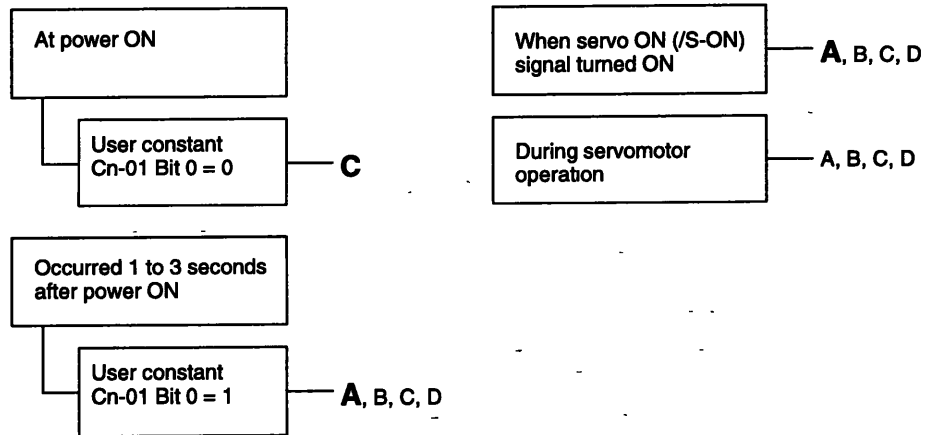 At power ON
User constant
Cn-01 Bit 0 = 0
C
Occurred 1 to 3 seconds
after power ON
User constant
Cn-01 Bit 0 = 1
A, B, C, D
When servo ON (/S-ON)
signal turned ON
A, B, C, D
During servomotor
operation
A, B, C, D